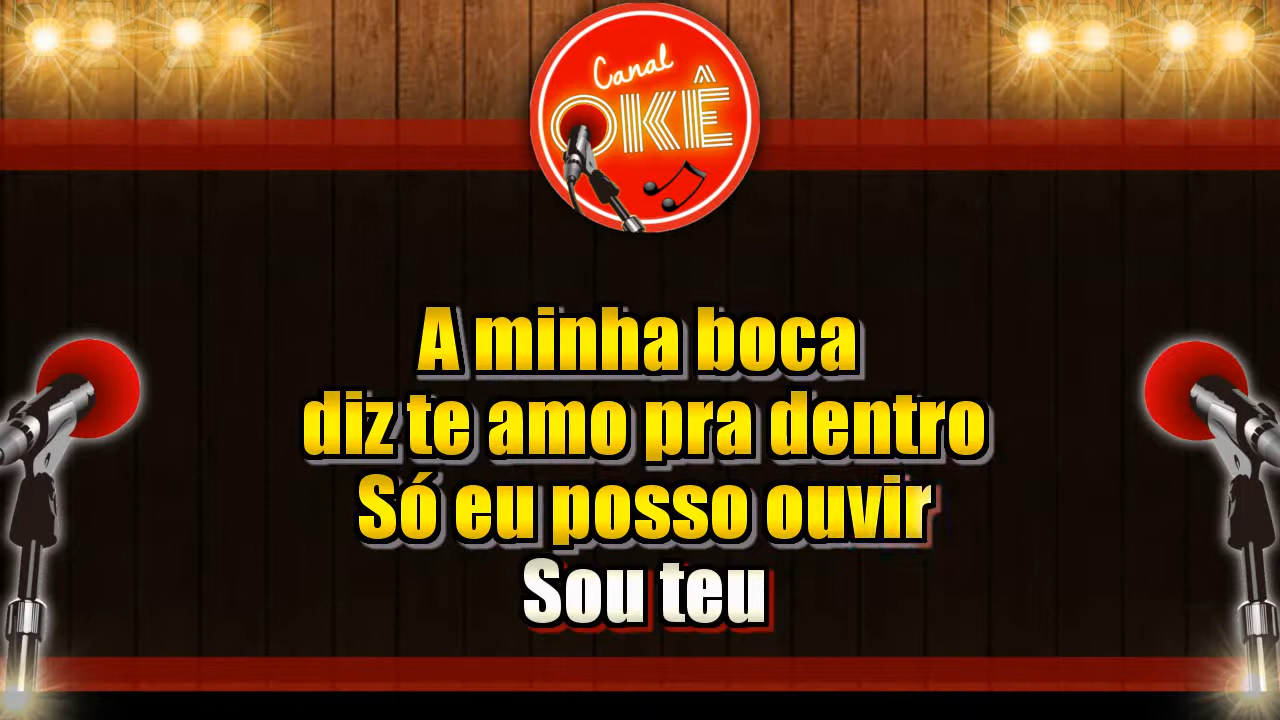 Canal
OKÊ
A minha boca
diz te amo pra dentro
Só eu posso ouvir
Sou teu